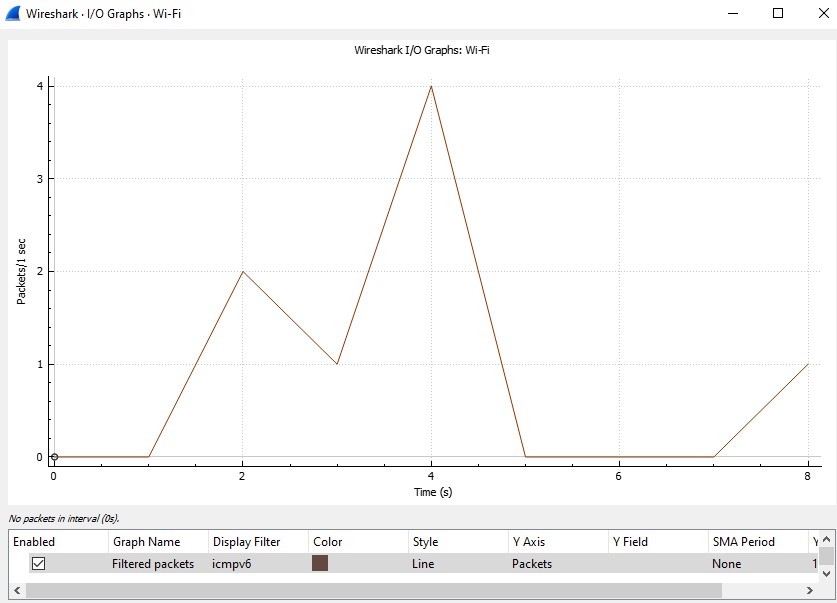 Wireshark · I/O Graphs · Wi-Fi
Wireshark I/O Graphs: Wi-Fi
4
3
2
1
0
Packets/1 sec
0 2 4 6 8
Time (s)
No packets in interval (0s).
Enabled Graph Name Display Filter Color Style Y Axis Y Field SMA Period Y
Filtered packets icmpv6 Line Packets None 1